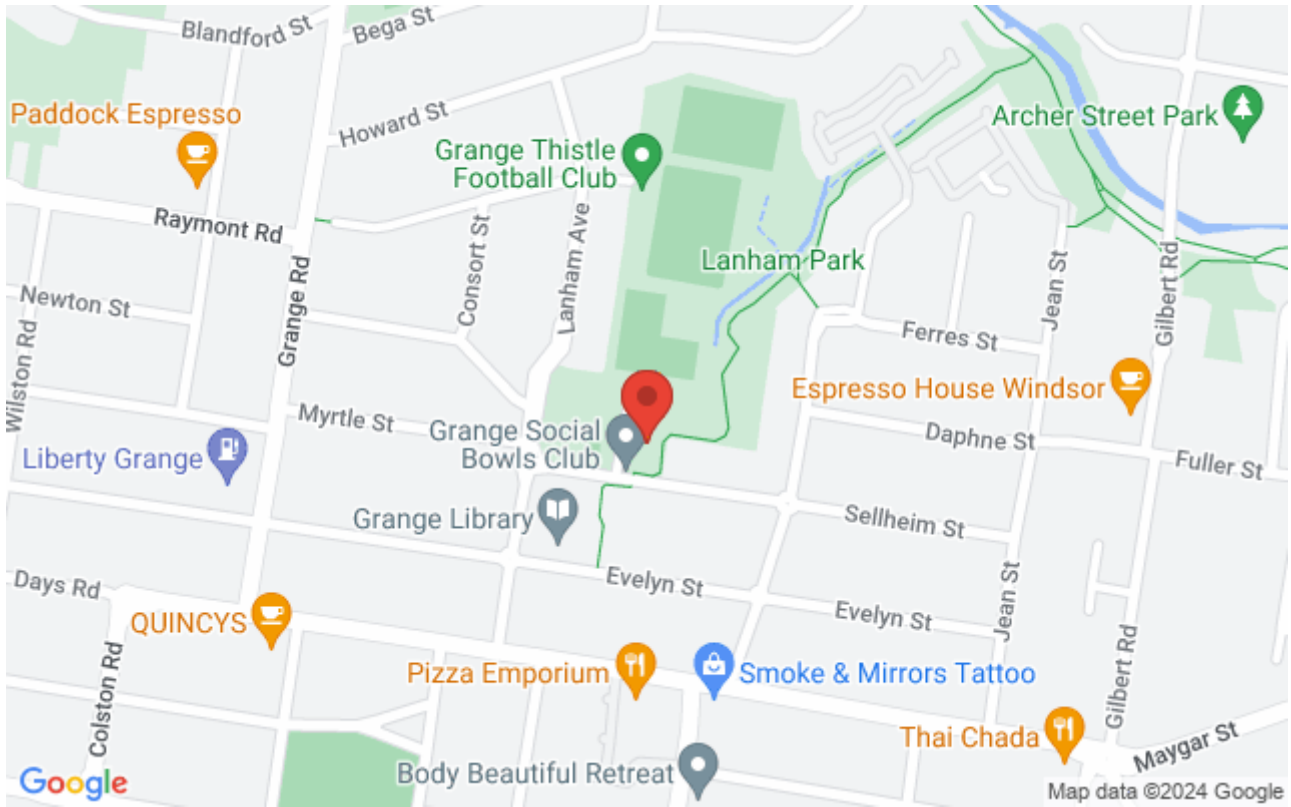 Blandford St
Bega St
Paddock Espresso
Howard St
Archer Street Park
Grange Thistle
Football Club
Raymont Rd
Consort St
Lanham Ave
Lanham Park
Jean St
Gilbert Rd
Newton St
Grange Rd
Wilston Rd
Ferres St
Espresso House Windsor
Myrtle St
Grange Social
Bowls Club
Daphne St
Fuller St
Liberty Grange
Grange Library
Sellheim St
Days Rd
Evelyn St
Evelyn St
Jean St
QUINCYS
Pizza Emporium
Smoke & Mirrors Tattoo
Colston Rd
Gilbert Rd
Thai Chada
Maygar St
Body Beautiful Retreat
Google
Map data ©2024 Google